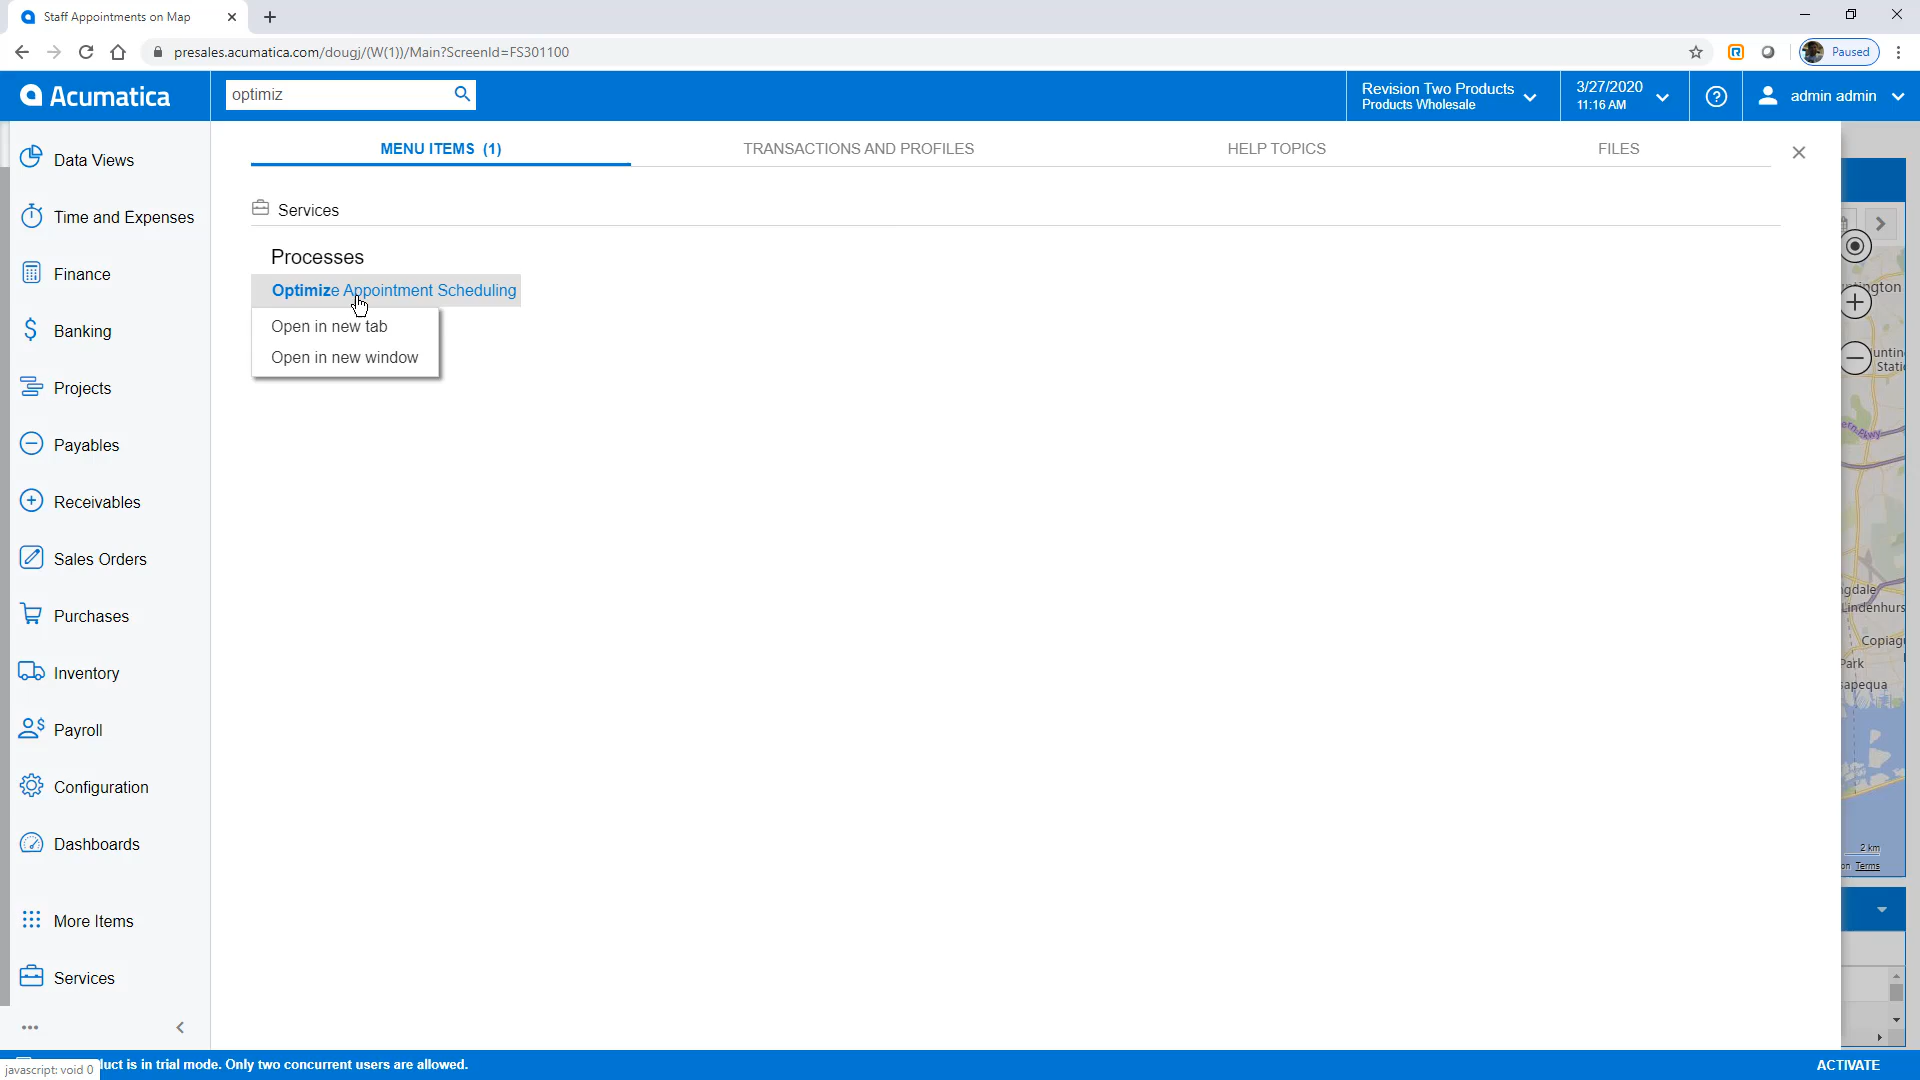 Staff Appointments on Map
presales.acumatica.com/dougj/(W(1))/Main?ScreenId=FS301100
Paused
Acumatica
optimiz
Revision Two Products
Products Wholesale
3/27/2020
11:16 AM
admin admin
Data Views
Time and Expenses
Finance
Banking
Projects
Payables
Receivables
Sales Orders
Purchases
Inventory
Payroll
Configuration
Dashboards
More Items
Services
MENU ITEMS (1)
TRANSACTIONS AND PROFILES
HELP TOPICS
FILES
Services
Processes
Optimize Appointment Scheduling
Open in new tab
Open in new window
Copiag
Park
2 km
Terms
uct is in trial mode. Only two concurrent users are allowed.
ACTIVATE
javascript: void 0